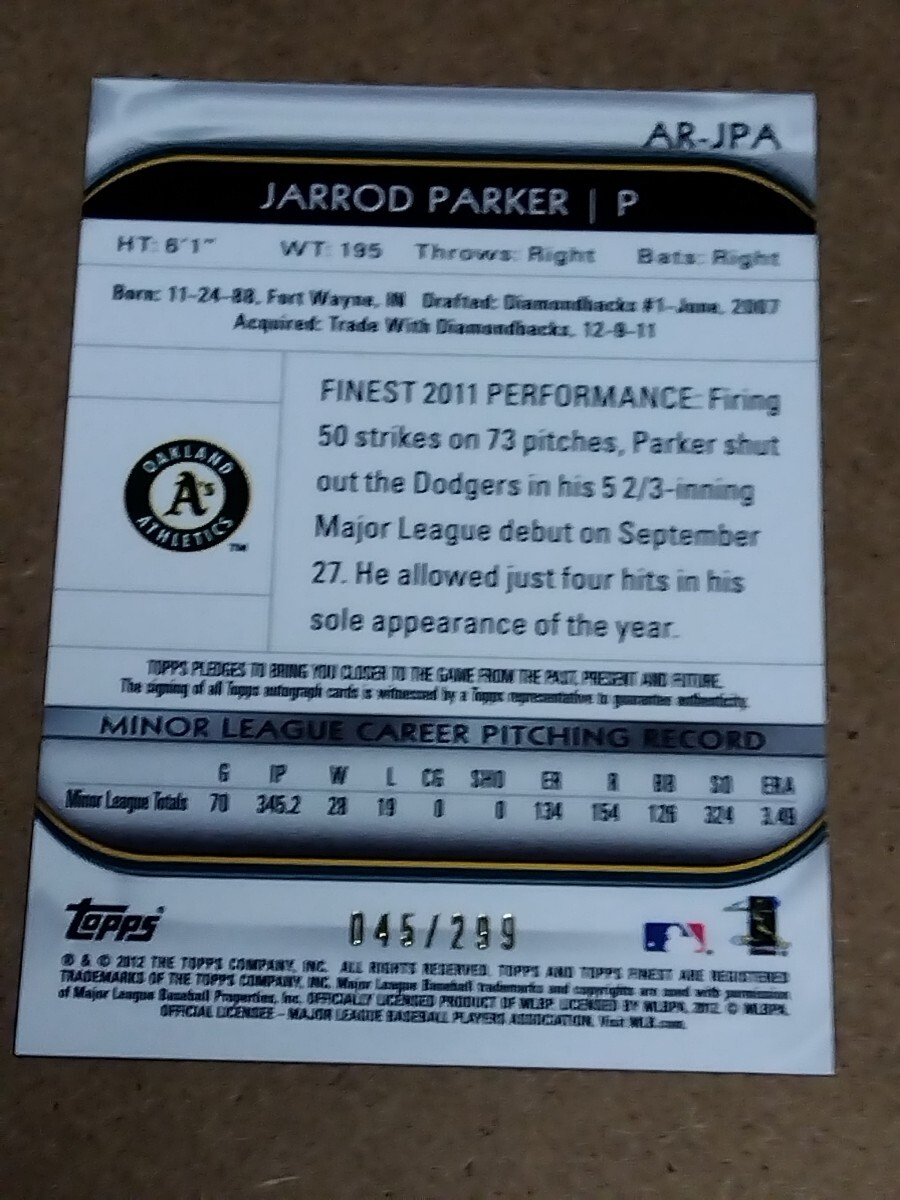 AR-JPA
JARROD PARKER | P
HT: 6'1" WT: 195 Throws: Right Bats: Right
Born: 11-24-88, Fort Wayne, IN Drafted: Diamondbacks #1-June, 2007
Acquired: Trade With Diamondbacks, 12-9-11
OAKLAND
A's
ATHLETICS
TM
FINEST 2011 PERFORMANCE: Firing
50 strikes on 73 pitches, Parker shut
out the Dodgers in his 5 2/3-inning
Major League debut on September
27. He allowed just four hits in his
sole appearance of the year.
TOPPS PLEDGES TO BRING YOU CLOSER TO THE GAME FROM THE PAST, PRESENT AND FUTURE.
The signing of all Topps autograph cards is witnessed by a Topps representative to guarantee authenticity.
MINOR LEAGUE CAREER PITCHING RECORD
G IP W L CG SHO ER R BB SO ERA
Minor League Totals 70 345.2 28 19 0 0 134 154 126 324 3.49
Topps
045/299
® & © 2012 THE TOPPS COMPANY, INC. ALL RIGHTS RESERVED. TOPPS AND TOPPS FINEST ARE REGISTERED
TRADEMARKS OF THE TOPPS COMPANY, INC. Major League Baseball trademarks and copyrights are used with permission
of Major League Baseball Properties, Inc. OFFICIALLY LICENSED PRODUCT OF MLBP LICENSED BY MLBPA, 2012. © MLBPA
OFFICIAL LICENSEE - MAJOR LEAGUE BASEBALL PLAYERS ASSOCIATION. Visit MLB.com